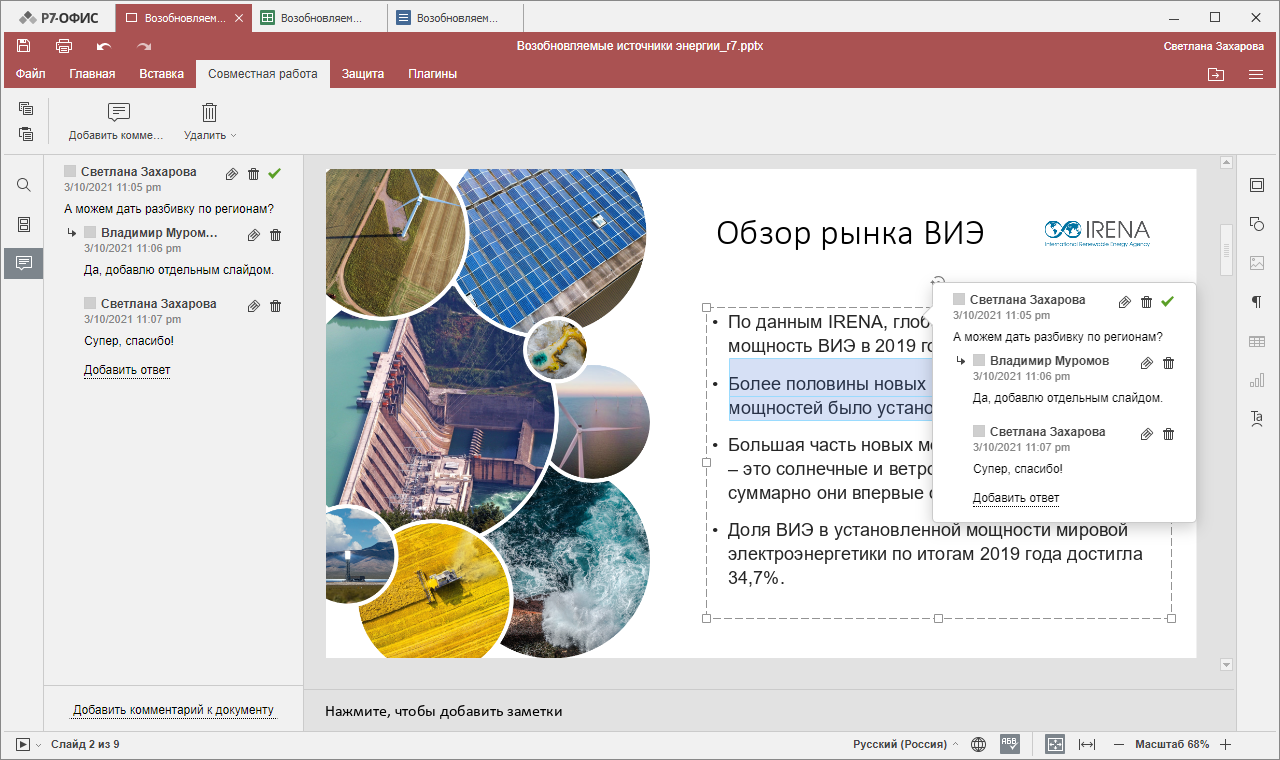 Р7-ОФИС
Возобновляем...
Возобновляем...
Возобновляем...
Возобновляемые источники энергии_r7.pptx
Светлана Захарова
Файл
Главная
Вставка
Совместная работа
Защита
Плагины
Добавить комме...
Удалить
Светлана Захарова
3/10/2021 11:05 pm
А можем дать разбивку по регионам?
Владимир Муром...
3/10/2021 11:06 pm
Да, добавлю отдельным слайдом.
Светлана Захарова
3/10/2021 11:07 pm
Супер, спасибо!
Добавить ответ
Добавить комментарий к документу
Обзор рынка ВИЭ
IRENA
International Renewable Energy Agency
• По данным IRENA, глоб
мощность ВИЭ в 2019 го
• Более половины новых
мощностей было устано
• Большая часть новых
– это солнечные и ветро
суммарно они впервые
• Доля ВИЭ в установленной мощности мировой
электроэнергетики по итогам 2019 года достигла
34,7%.
Светлана Захарова
3/10/2021 11:05 pm
А можем дать разбивку по регионам?
Владимир Муромов
3/10/2021 11:06 pm
Да, добавлю отдельным слайдом.
Светлана Захарова
3/10/2021 11:07 pm
Супер, спасибо!
Добавить ответ
Нажмите, чтобы добавить заметки
Слайд 2 из 9
Русский (Россия)
АБВ
Масштаб 68%